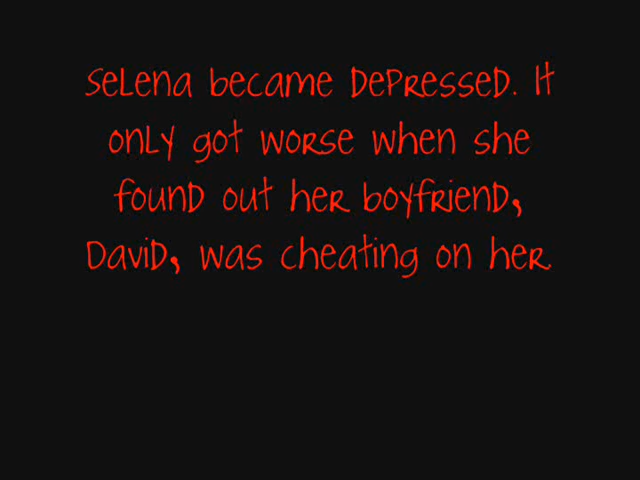 Selena became DePResseD. It
only got worse when she
found out her boyfriend,
David, was cheating on her.